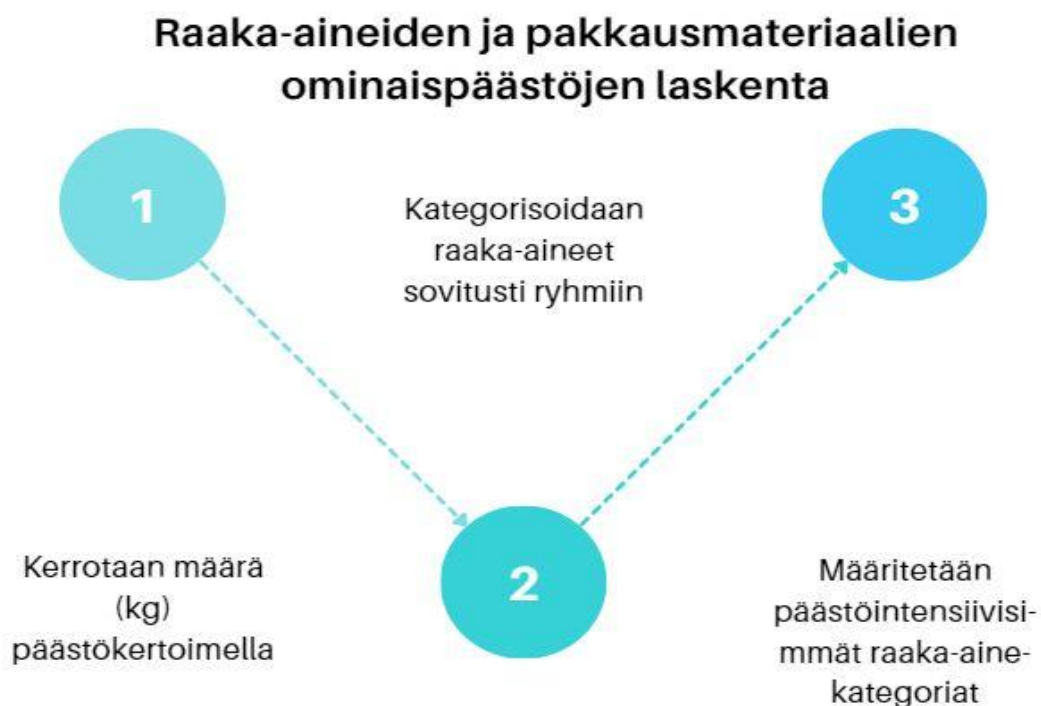 Raaka-aineiden ja pakkausmateriaalien
ominaispäästöjen laskenta
1
Kerrotaan määrä
(kg)
päästökertoimella
Kategorisoidaan
raaka-aineet
sovitusti ryhmiin
2
3
Määritetään
päästöintensiivisi-
mmät raaka-aine-
kategoriat